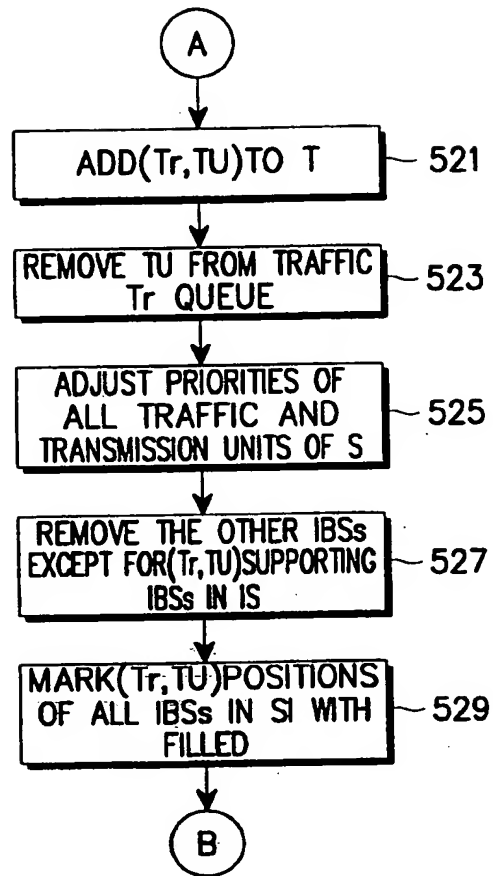 A
ADD(Tr,TU)TO T
521
REMOVE TU FROM TRAFFIC
Tr QUEUE
523
ADJUST PRIORITIES OF
ALL TRAFFIC AND
TRANSMISSION UNITS OF S
525
REMOVE THE OTHER IBSs
EXCEPT FOR(Tr,TU)SUPPORTING
IBSs IN IS
527
MARK(Tr,TU)POSITIONS
OF ALL IBSs IN SI WITH
FILLED
529
B